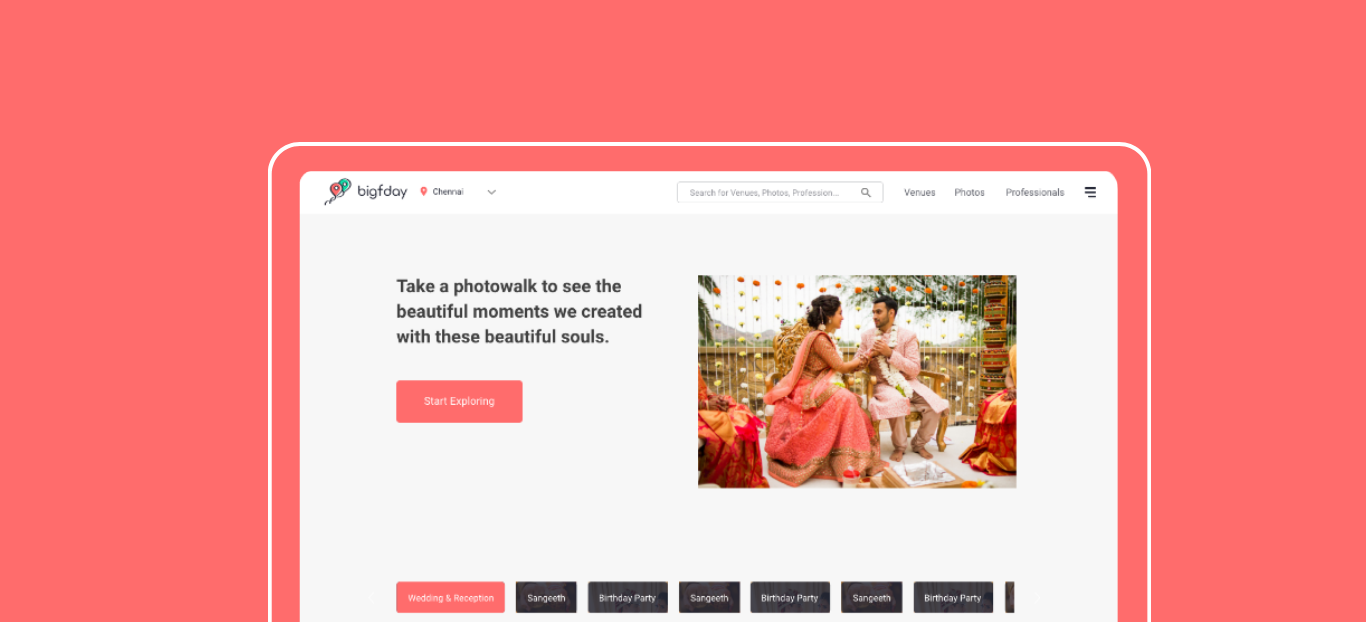 bigfday
Chennai
Search for Venues, Photos, Profession...
Venues
Photos
Professionals
Take a photowalk to see the
beautiful moments we created
with these beautiful souls.
Start Exploring
Wedding & Reception
Sangeeth
Birthday Party
Sangeeth
Birthday Party
Sangeeth
Birthday Party